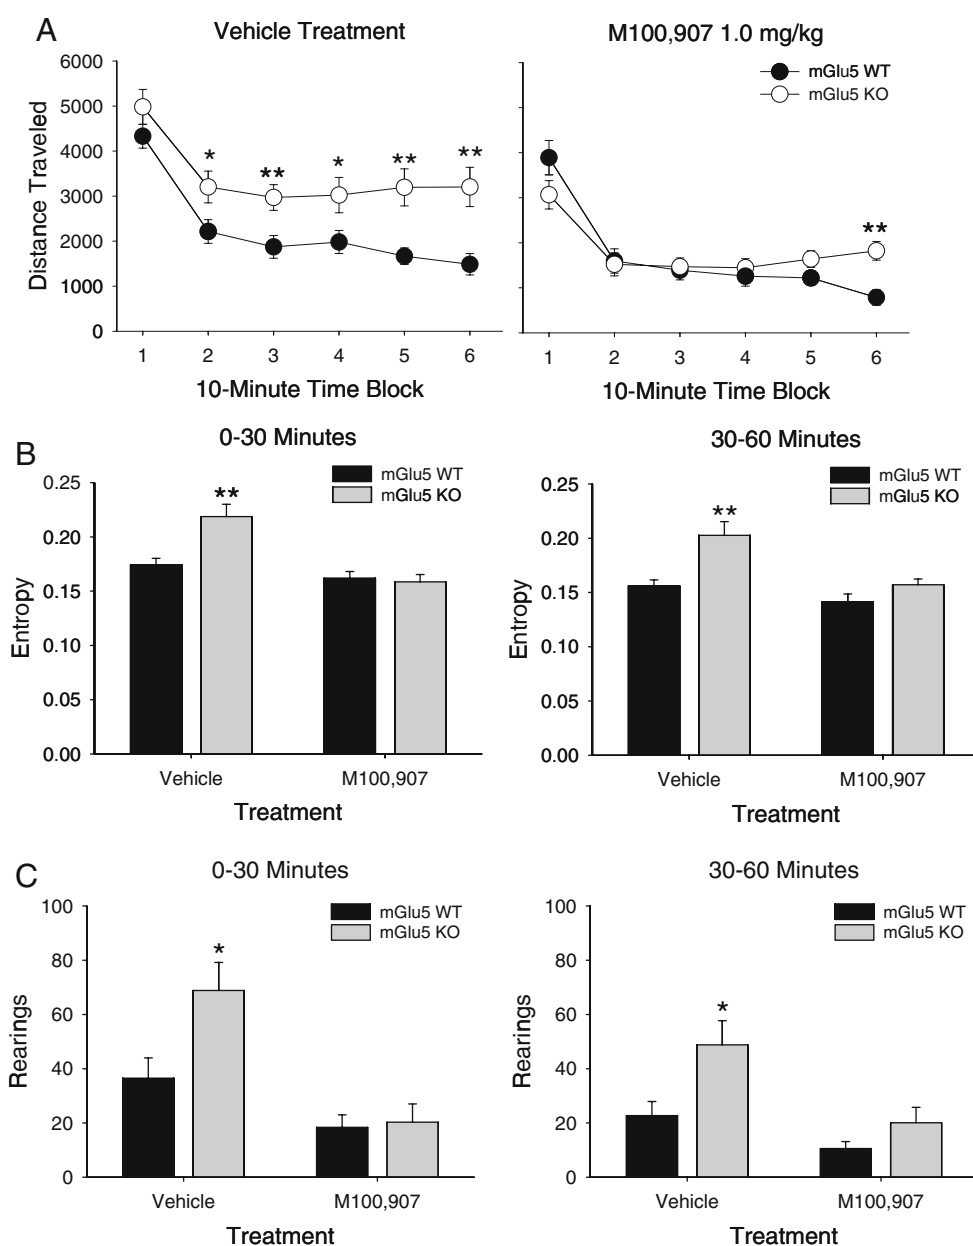 A
Vehicle Treatment
M100,907 1.0 mg/kg
mGlu5 WT
mGlu5 KO
Distance Traveled
6000
5000
4000
3000
2000
1000
0
* ** * ** **
**
1 2 3 4 5 6
1 2 3 4 5 6
10-Minute Time Block
10-Minute Time Block
B
0-30 Minutes
30-60 Minutes
mGlu5 WT
mGlu5 KO
mGlu5 WT
mGlu5 KO
Entropy
0.25
0.20
0.15
0.10
0.05
0.00
**
Vehicle M100,907
Treatment
Entropy
0.25
0.20
0.15
0.10
0.05
0.00
**
Vehicle M100,907
Treatment
C
0-30 Minutes
30-60 Minutes
mGlu5 WT
mGlu5 KO
mGlu5 WT
mGlu5 KO
Rearings
100
80
60
40
20
0
*
Vehicle M100,907
Treatment
Rearings
100
80
60
40
20
0
*
Vehicle M100,907
Treatment